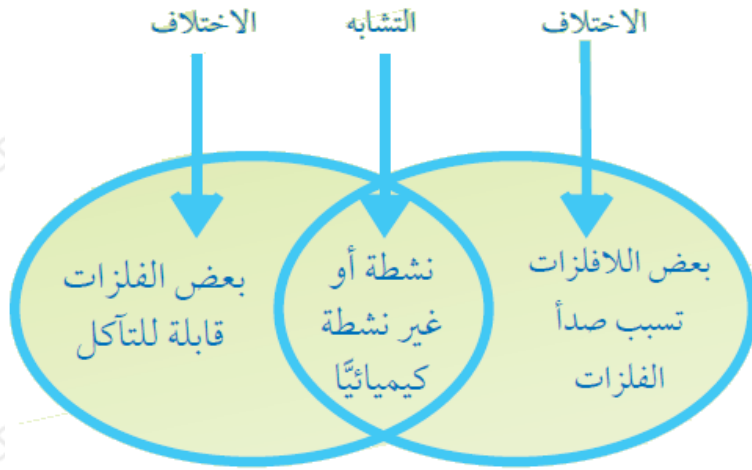 الاختلاف
التشابه
الاختلاف
بعض اللافلزات
تسبب صدأ
الفلزات
نشطة أو
غير نشطة
كيميائيًّا
بعض الفلزات
قابلة للتآكل